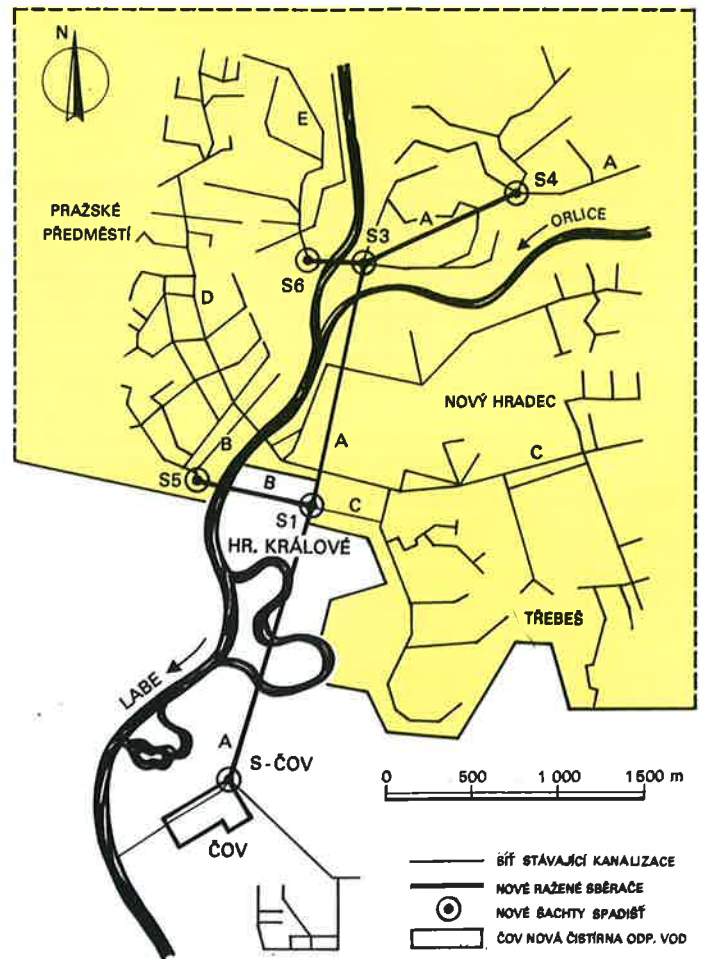 N
E
A
S4
PRAŽSKÉ
PŘEDMĚSTÍ
A
S3
ORLICE
S6
D
NOVÝ HRADEC
A
B
C
S5
B
S1
C
HR. KRÁLOVÉ
TŘEBEŠ
LABE
A
S-ČOV
0 500 1 000 1 500 m
ČOV
SÍŤ STÁVAJÍCÍ KANALIZACE
NOVÉ RAŽENÉ SBĚRAČE
NOVÉ ŠACHTY SPADIŠŤ
ČOV NOVÁ ČISTÍRNA ODP. VOD